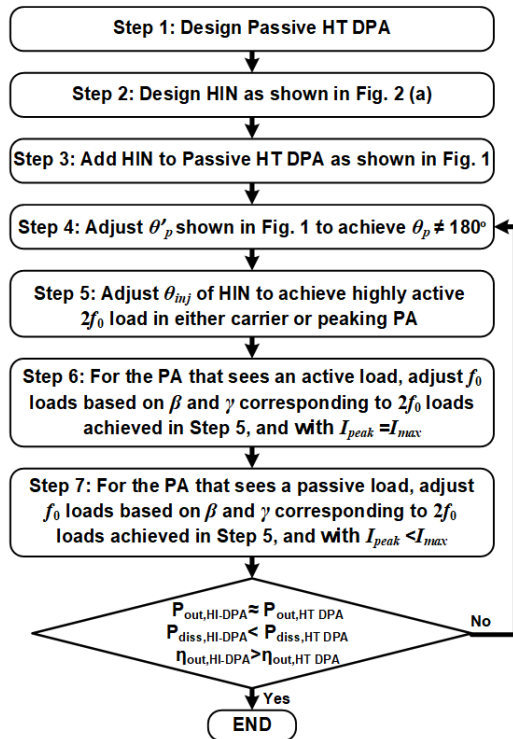 Step 1: Design Passive HT DPA
Step 2: Design HIN as shown in Fig. 2 (a)
Step 3: Add HIN to Passive HT DPA as shown in Fig. 1
Step 4: Adjust θ'p shown in Fig. 1 to achieve θp ≠ 180°
Step 5: Adjust θinj of HIN to achieve highly active
2f0 load in either carrier or peaking PA
Step 6: For the PA that sees an active load, adjust f0
loads based on β and γ corresponding to 2f0 loads
achieved in Step 5, and with Ipeak =Imax
Step 7: For the PA that sees a passive load, adjust
f0 loads based on β and γ corresponding to 2f0
loads achieved in Step 5, and with Ipeak <Imax
Pout,HI-DPA≈ Pout,HT DPA
Pdiss,HI-DPA< Pdiss,HT DPA
ηout,HI-DPA>ηout,HT DPA
No
Yes
END